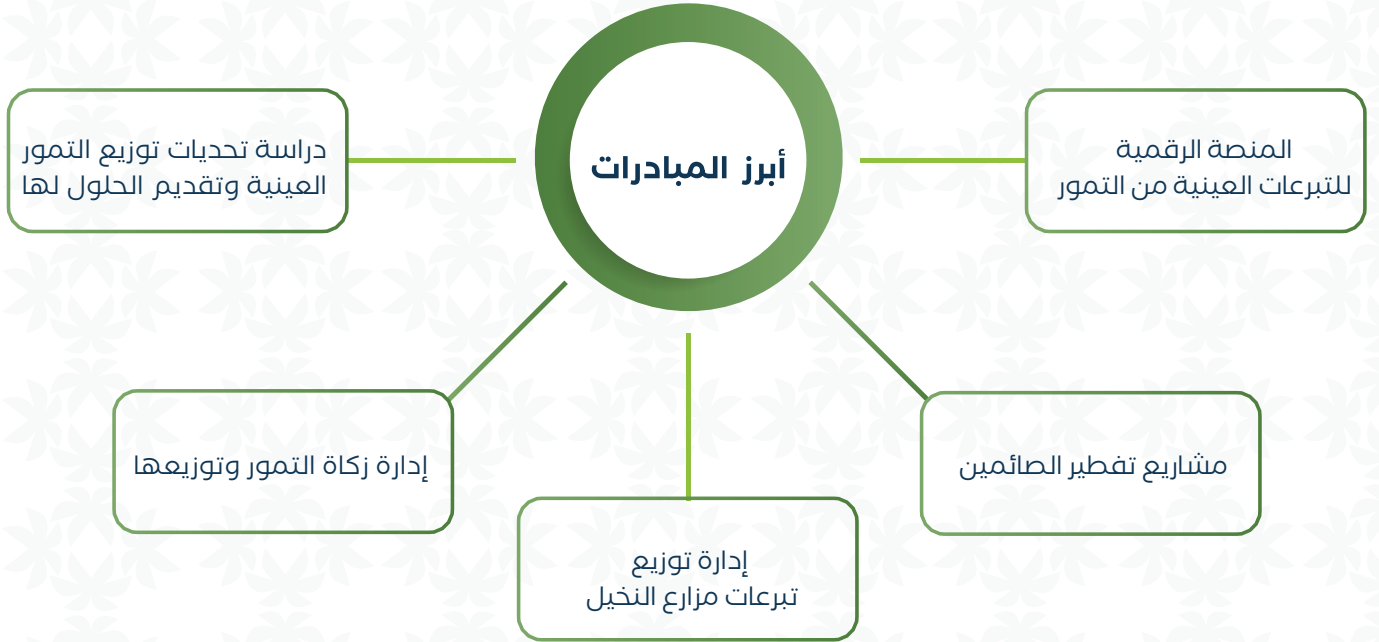 أبرز المبادرات
المنصة الرقمية
للتبرعات العينية من التمور
مشاريع تفطير الصائمين
إدارة توزيع
تبرعات مزارع النخيل
إدارة زكاة التمور وتوزيعها
دراسة تحديات توزيع التمور
العينية وتقديم الحلول لها